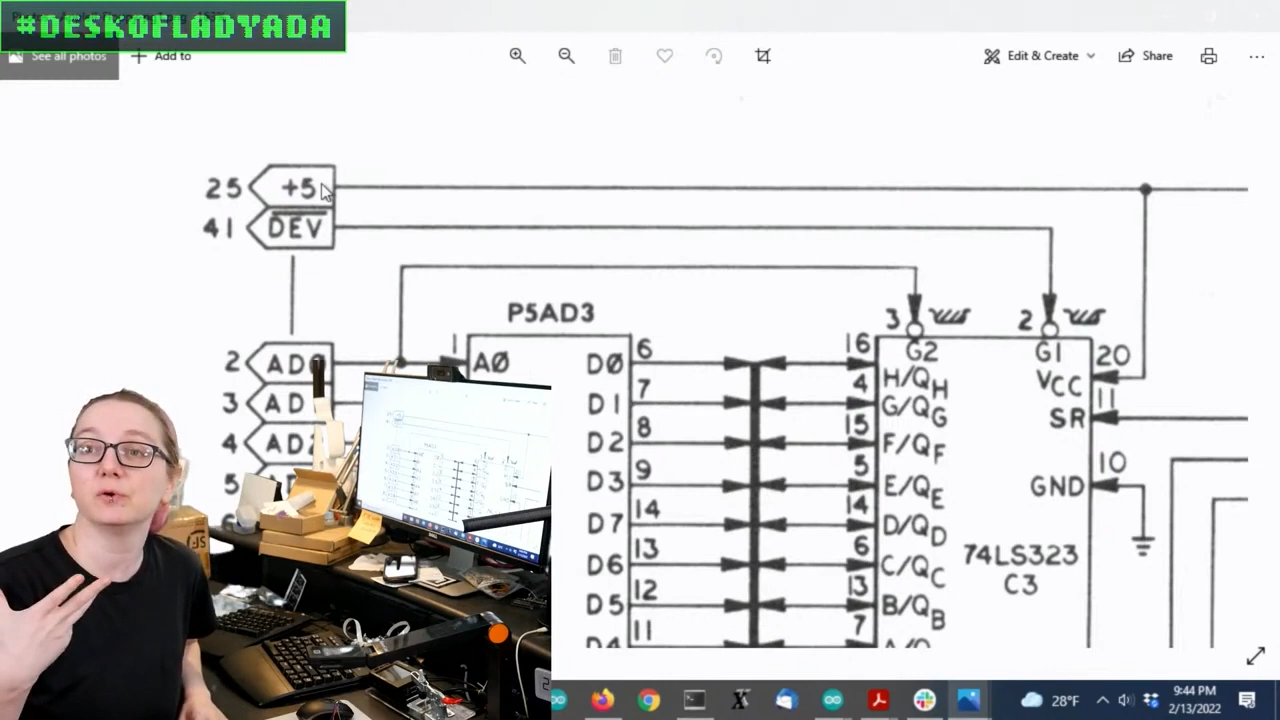 #DESKOFLADYADA
See all photos
Add to
Edit & Create
Share
25 +5
41 DEV
P5AD3
3
2
1
G2
G1
2 AD0
AØ
DØ
6
16
H/QH
VCC
20
3 AD
D1
7
4
G/QG
SR
11
4 AD2
D2
8
15
F/QF
5
D3
9
5
E/QE
GND
10
D7
14
14
D/QD
D6
13
6
C/QC
74LS323
C3
D5
12
13
B/QB
11
7
28°F
9:44 PM
2/13/2022